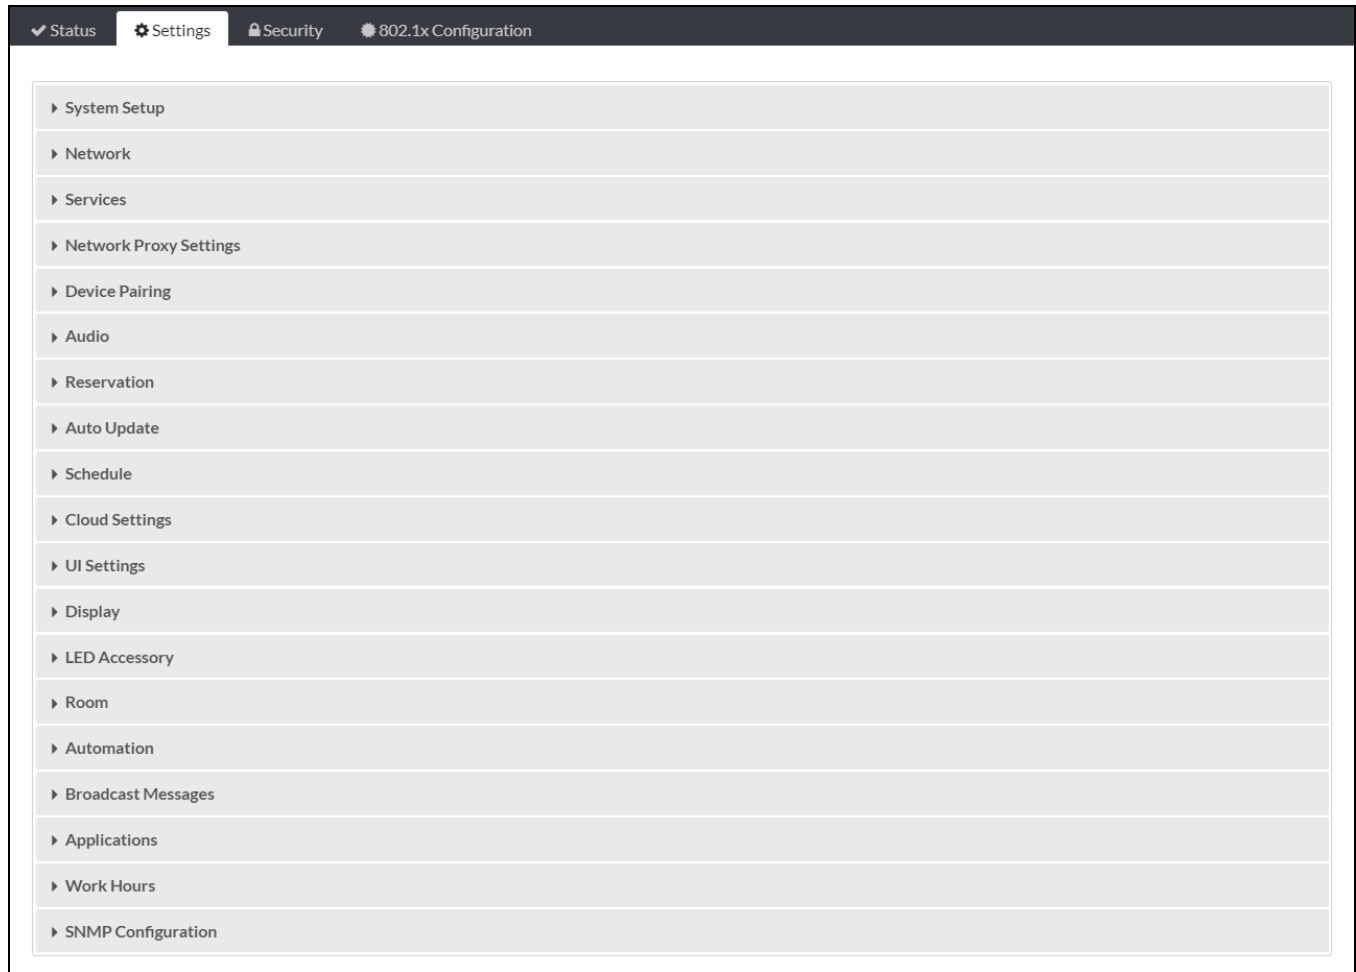 Status Settings Security 802.1x Configuration
System Setup
Network
Services
Network Proxy Settings
Device Pairing
Audio
Reservation
Auto Update
Schedule
Cloud Settings
UI Settings
Display
LED Accessory
Room
Automation
Broadcast Messages
Applications
Work Hours
SNMP Configuration